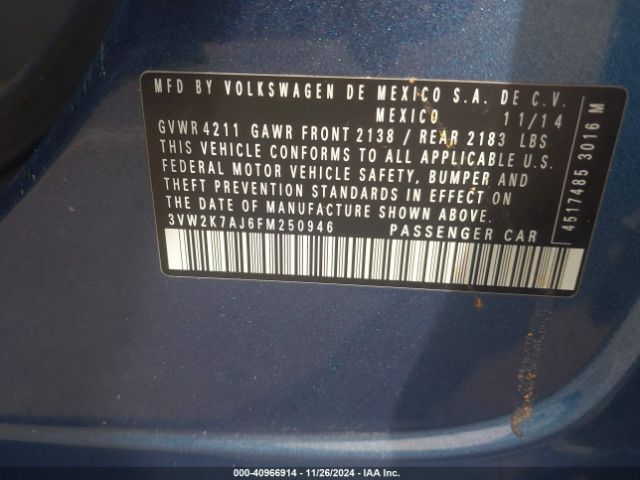 MFD BY VOLKSWAGEN DE MEXICO S.A. DE C.V.
MEXICO 11/14
GVWR 4211 GAWR FRONT 2138 / REAR 2183 LBS
THIS VEHICLE CONFORMS TO ALL APPLICABLE U.S.
FEDERAL MOTOR VEHICLE SAFETY, BUMPER AND
THEFT PREVENTION STANDARDS IN EFFECT ON
THE DATE OF MANUFACTURE SHOWN ABOVE.
3VW2K7AJ6FM250946 PASSENGER CAR
4517485 3016 M
000-40966914 - 11/26/2024 - IAA Inc.